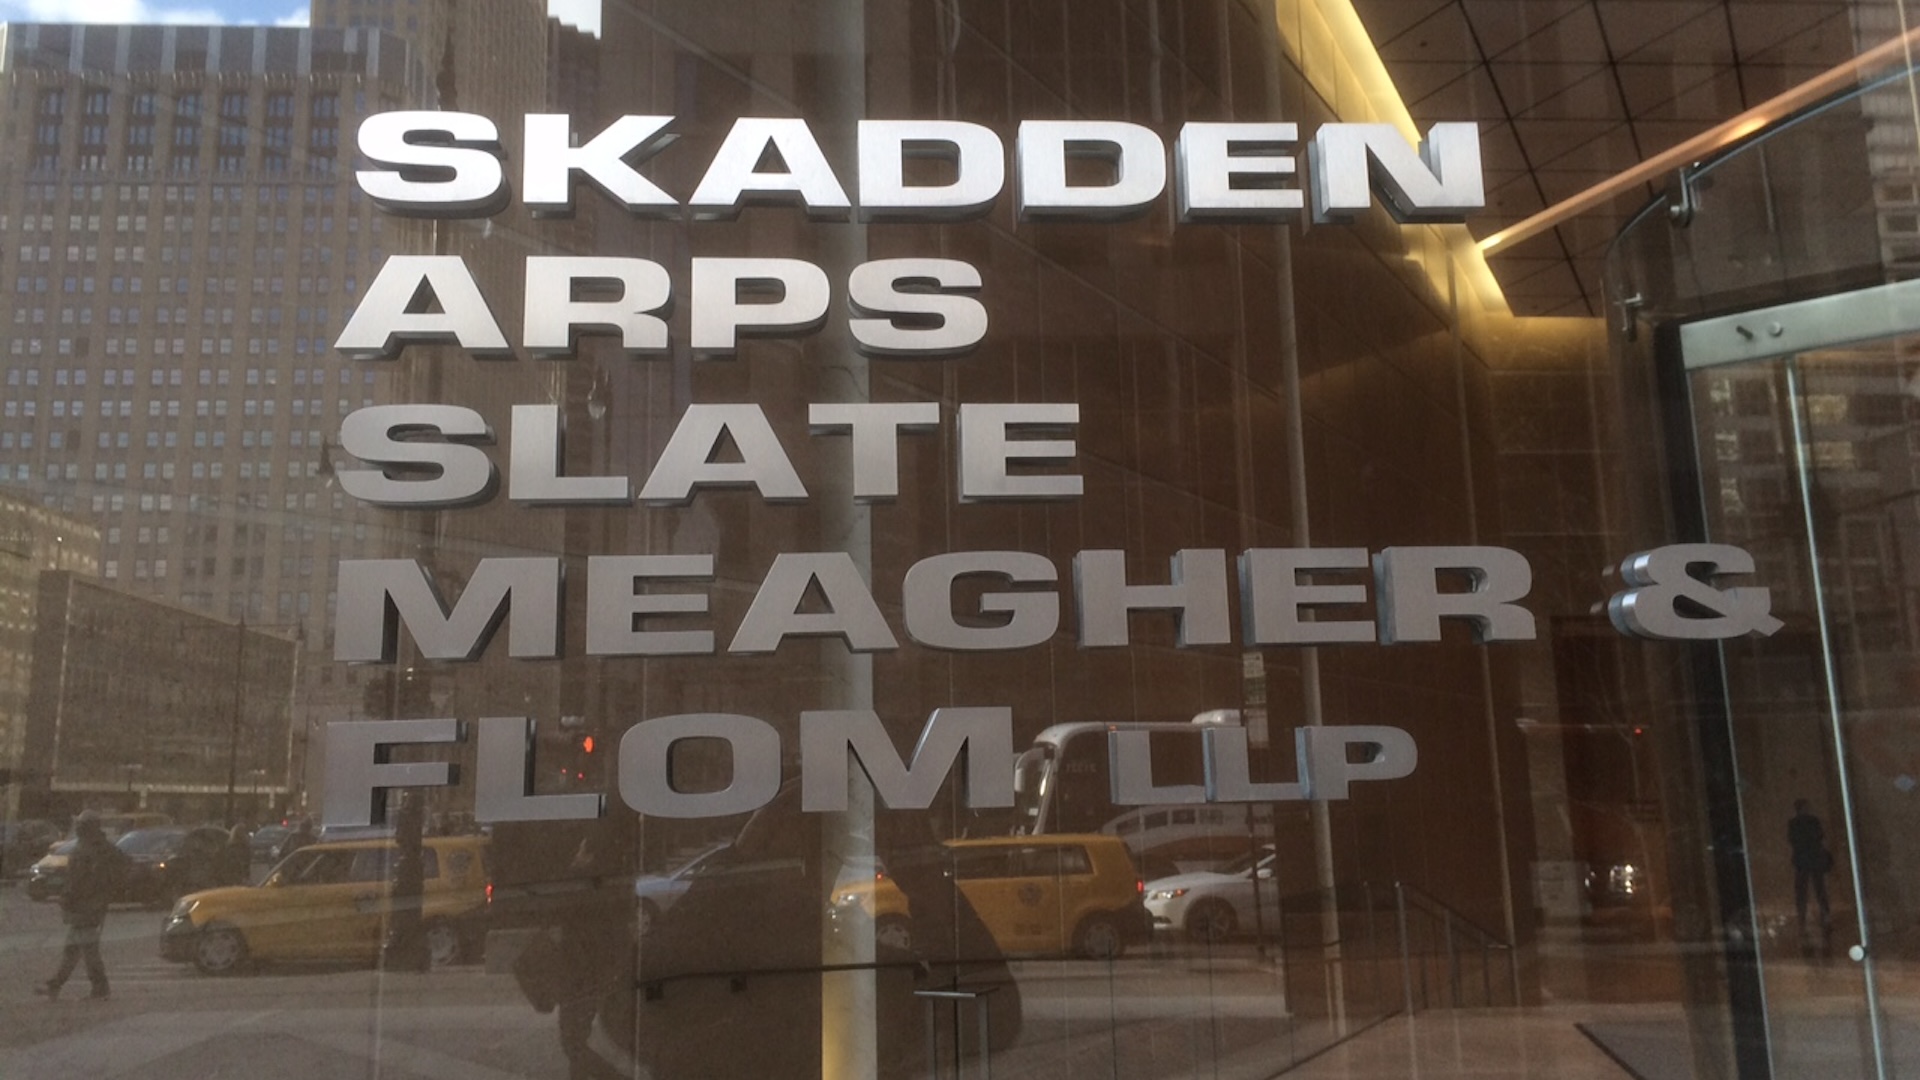 SKADDEN
ARPS
SLATE
MEAGHER &
FLOM LLP